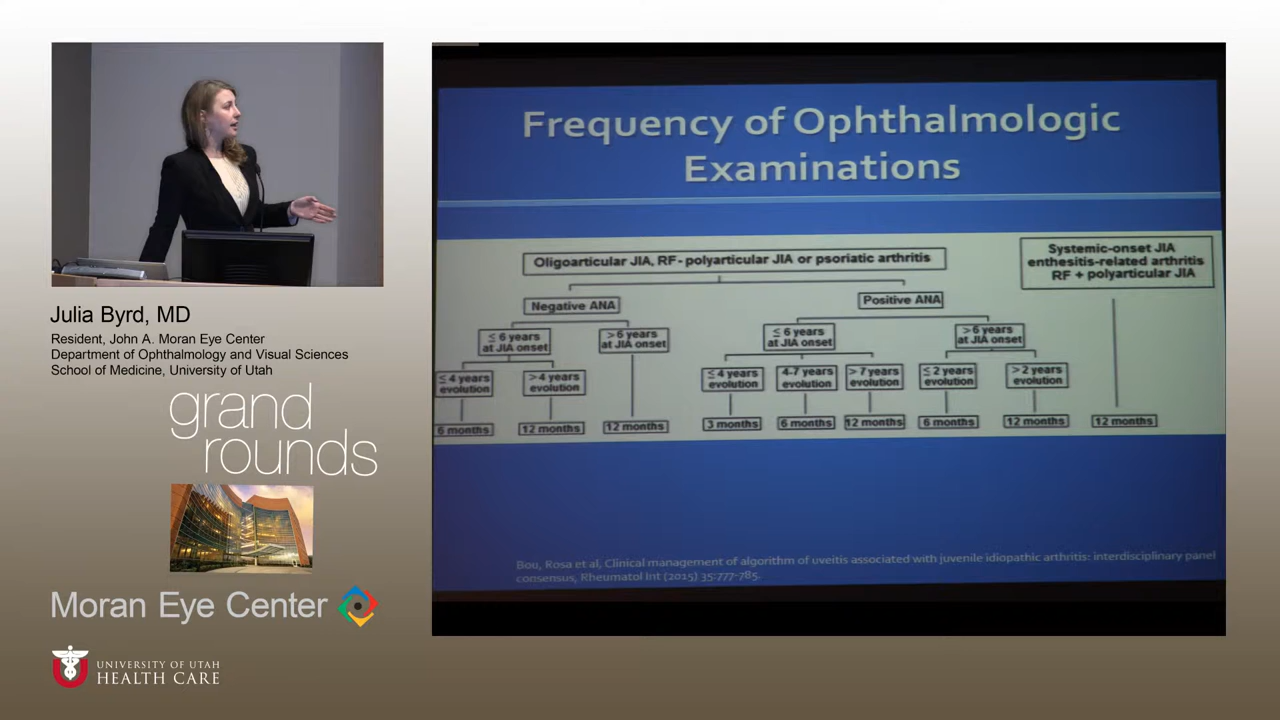 Frequency of Ophthalmologic
Examinations
Oligoarticular JIA, RF- polyarticular JIA or psoriatic arthritis
Systemic-onset JIA
enthesitis-related arthritis
RF + polyarticular JIA
Negative ANA
Positive ANA
≤ 6 years
at JIA onset
>6 years
at JIA onset
≤ 6 years
at JIA onset
>6 years
at JIA onset
≤ 4 years
evolution
>4 years
evolution
≤ 4 years
evolution
4-7 years
evolution
> 7 years
evolution
≤ 2 years
evolution
> 2 years
evolution
6 months
12 months
12 months
3 months
6 months
12 months
6 months
12 months
12 months
Bou, Rosa et al, Clinical management of algorithm of uveitis associated with juvenile idiopathic arthritis: interdisciplinary panel
consensus, Rheumatol Int (2015) 35:777-785.
Julia Byrd, MD
Resident, John A. Moran Eye Center
Department of Ophthalmology and Visual Sciences
School of Medicine, University of Utah
grand
rounds
Moran Eye Center
U
UNIVERSITY OF UTAH
HEALTH CARE